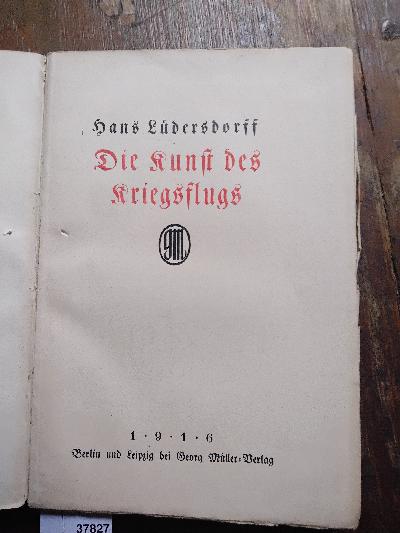 Hans Lüdersdorff
Die Kunst des
Kriegsflugs
GM
1 · 9 · 1 · 6
Berlin und Leipzig bei Georg Müller-Verlag
37827